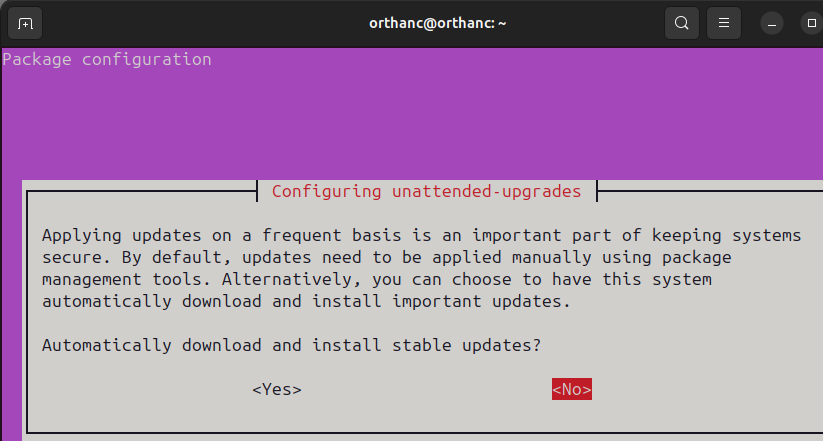 orthanc@orthanc: ~
Package configuration
Configuring unattended-upgrades
Applying updates on a frequent basis is an important part of keeping systems
secure. By default, updates need to be applied manually using package
management tools. Alternatively, you can choose to have this system
automatically download and install important updates.
Automatically download and install stable updates?
<Yes> <No>